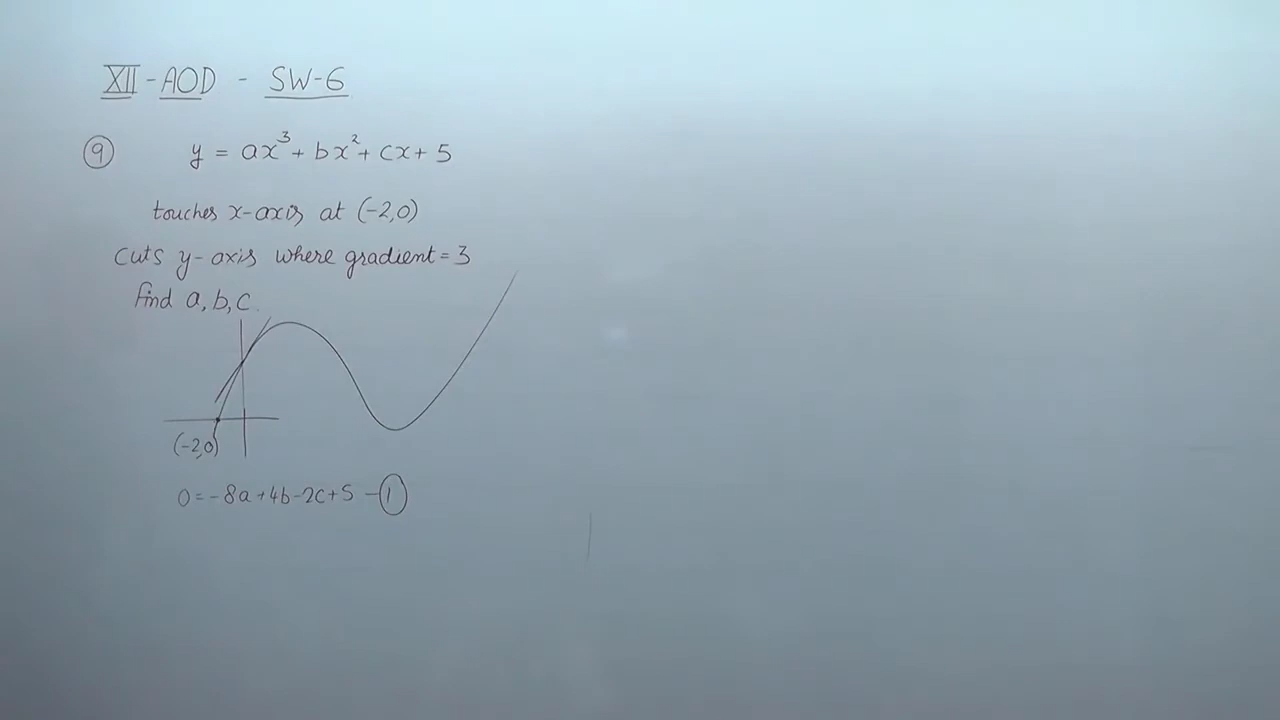 XII - AOD - SW-6
9 y = ax³ + bx² + cx + 5
touches x-axis at (-2,0)
cuts y-axis where gradient = 3
find a, b, c.
(-2,0)
0 = -8a + 4b - 2c + 5 - 1